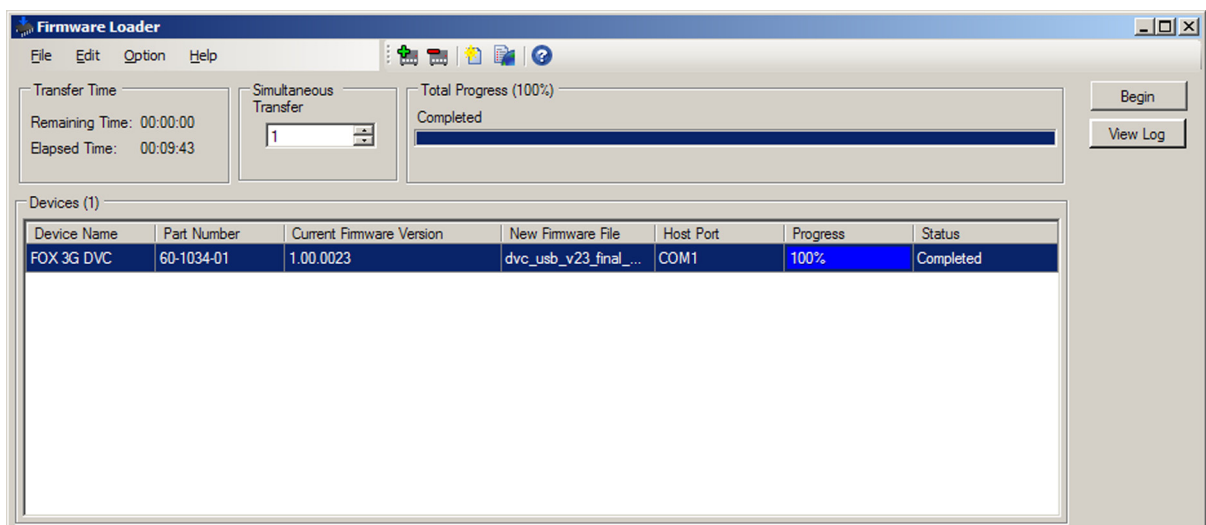 Firmware Loader
File Edit Option Help
Transfer Time
Remaining Time: 00:00:00
Elapsed Time: 00:09:43
Simultaneous
Transfer
1
Total Progress (100%)
Completed
Begin
View Log
Devices (1)
Device Name Part Number Current Firmware Version New Firmware File Host Port Progress Status
FOX 3G DVC 60-1034-01 1.00.0023 dvc_usb_v23_final_... COM1 100% Completed